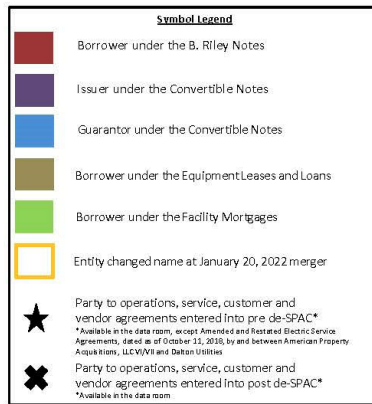 Symbol Legend
Borrower under the B. Riley Notes
Issuer under the Convertible Notes
Guarantor under the Convertible Notes
Borrower under the Equipment Leases and Loans
Borrower under the Facility Mortgages
Entity changed name at January 20, 2022 merger
Party to operations, service, customer and
vendor agreements entered into pre de-SPAC*
*Available in the data room, except Amended and Restated Electric Service
Agreements, dated as of October 11, 2018, by and between American Property
Acquisitions, LLC VI/VII and Dalton Utilities
Party to operations, service, customer and
vendor agreements entered into post de-SPAC*
*Available in the data room